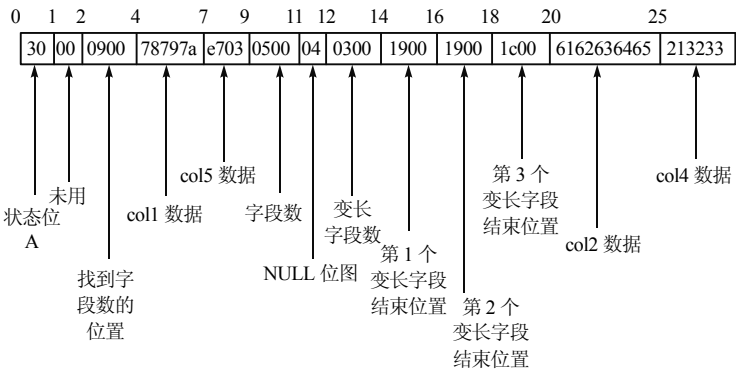 0 1 2 4 7 9 11 12 14 16 18 20 25
30 00 0900 78797a e703 0500 04 0300 1900 1900 1c00 6162636465 213233
状态位
A
未用
找到字
段数的
位置
col1 数据
col5 数据
字段数
NULL 位图
变长
字段数
第 1 个
变长字段
结束位置
第 2 个
变长字段
结束位置
第 3 个
变长字段
结束位置
col2 数据
col4 数据